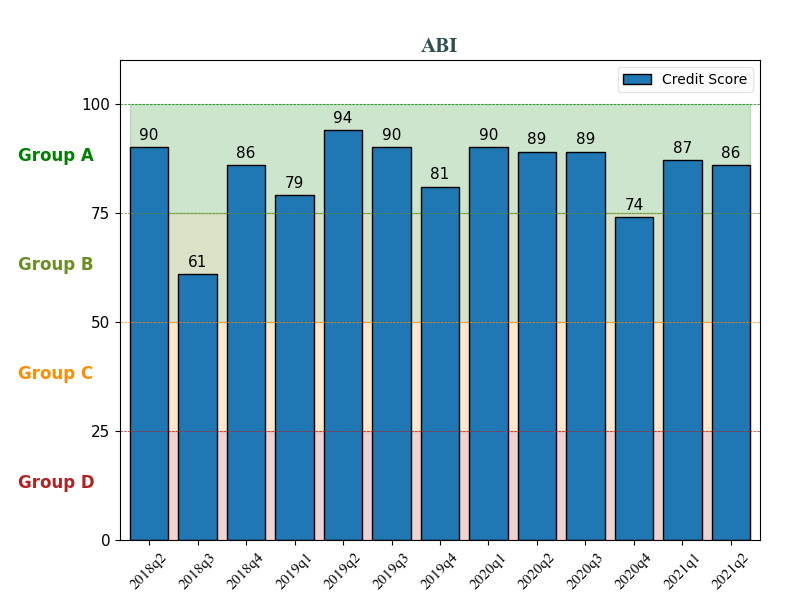 ABI
Credit Score
100
75
50
25
0
Group A
Group B
Group C
Group D
90
61
86
79
94
90
81
90
89
89
74
87
86
2018q2
2018q3
2018q4
2019q1
2019q2
2019q3
2019q4
2020q1
2020q2
2020q3
2020q4
2021q1
2021q2